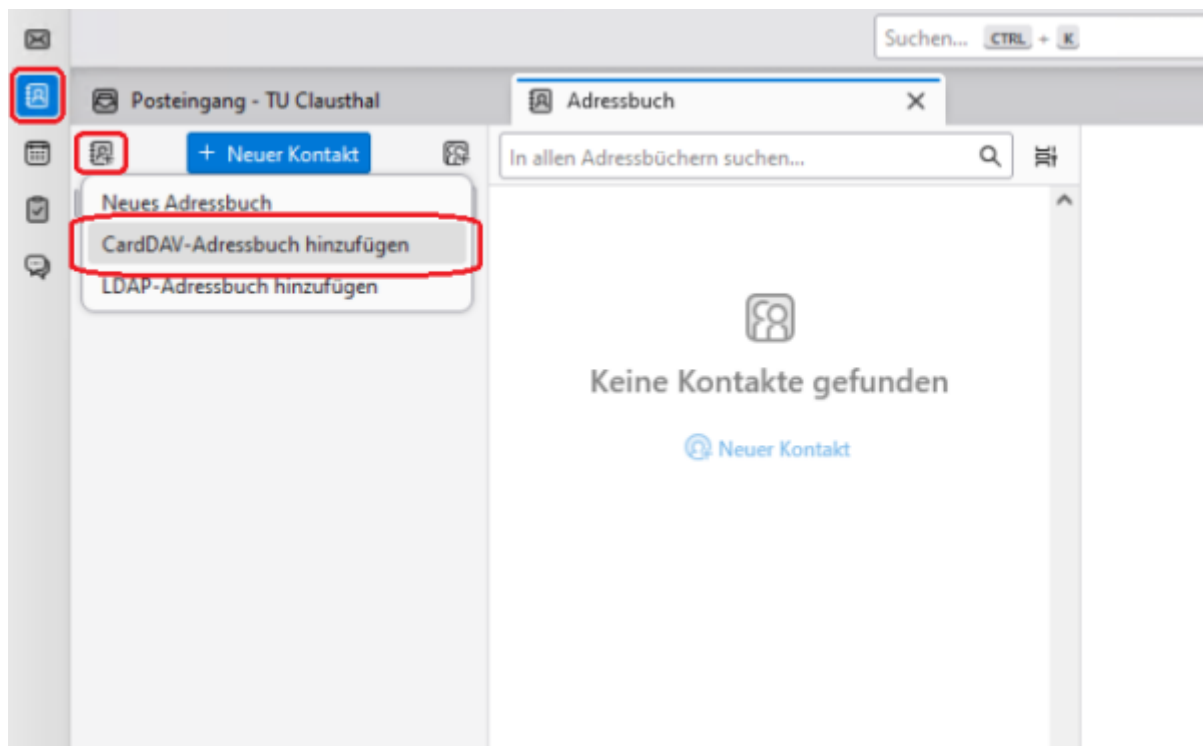 Suchen... CTRL + K
Posteingang - TU Clausthal
Adressbuch
+ Neuer Kontakt
In allen Adressbüchern suchen...
Neues Adressbuch
CardDAV-Adressbuch hinzufügen
LDAP-Adressbuch hinzufügen
Keine Kontakte gefunden
Neuer Kontakt